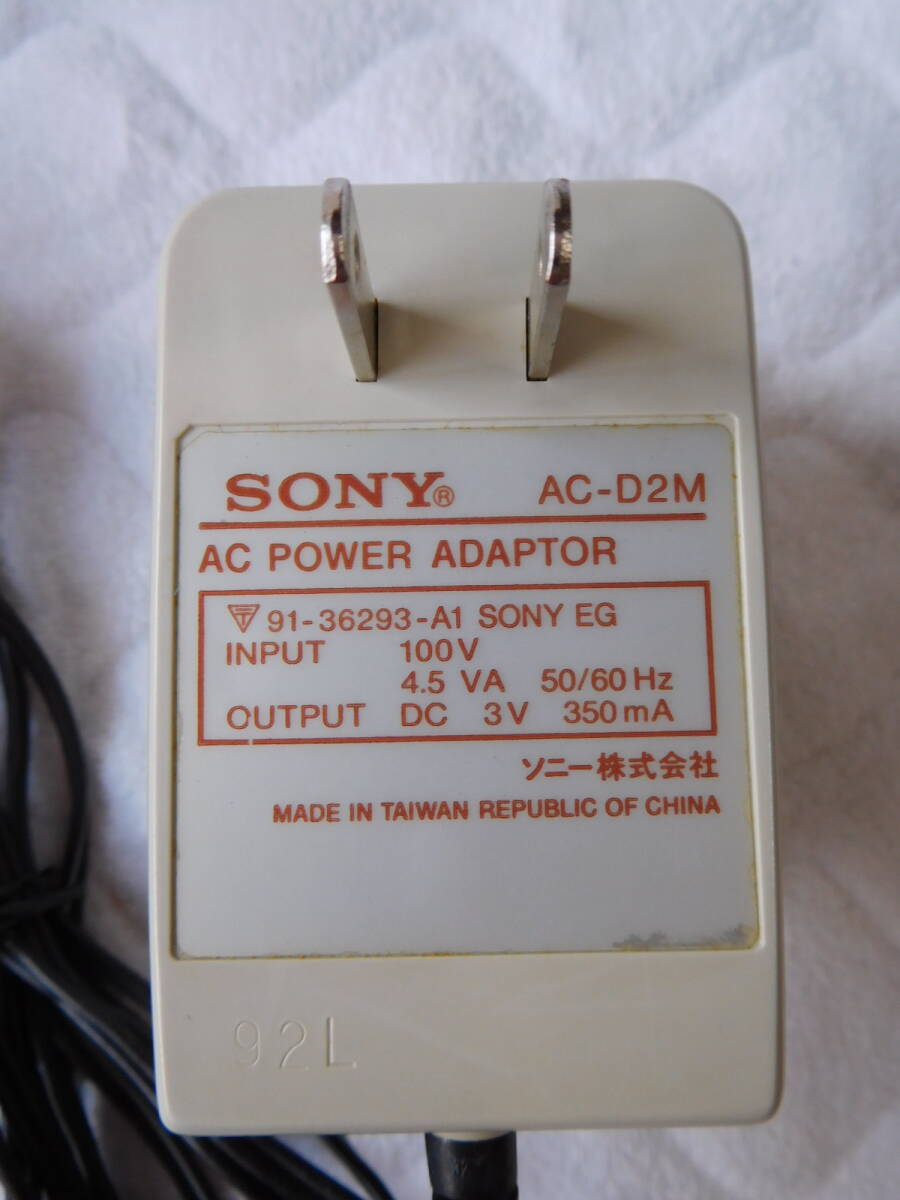 SONY® AC-D2M
AC POWER ADAPTOR
〒 91-36293-A1 SONY EG
INPUT 100V
4.5 VA 50/60 Hz
OUTPUT DC 3V 350mA
ソニー株式会社
MADE IN TAIWAN REPUBLIC OF CHINA
92L